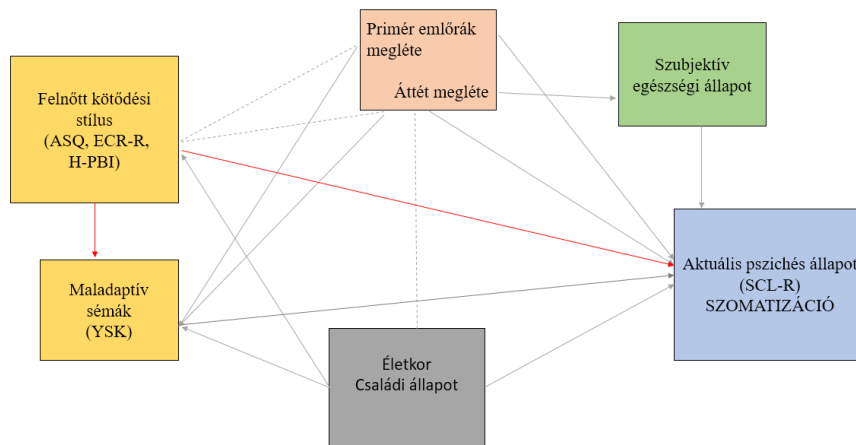 Primér emlőrák
megléte
Áttét megléte
Szubjektív
egészségi állapot
Felnőtt kötődési
stílus
(ASQ, ECR-R,
H-PBI)
Maladaptív
sémák
(YSK)
Aktuális pszichés állapot
(SCL-R)
SZOMATIZÁCIÓ
Életkor
Családi állapot